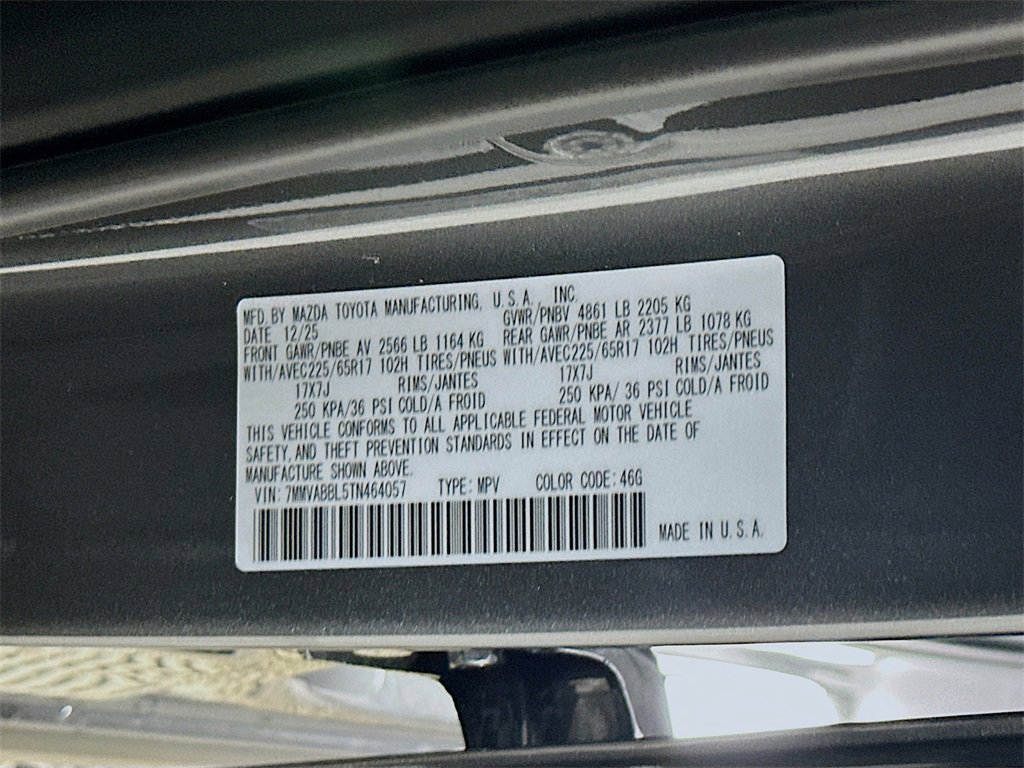 MFD. BY MAZDA TOYOTA MANUFACTURING, U.S.A., INC.
DATE 12/25 GVWR/PNBV 4861 LB 2205 KG
FRONT GAWR/PNBE AV 2566 LB 1164 KG REAR GAWR/PNBE AR 2377 LB 1078 KG
WITH/AVEC225/65R17 102H TIRES/PNEUS WITH/AVEC225/65R17 102H TIRES/PNEUS
17X7J RIMS/JANTES 17X7J RIMS/JANTES
250 KPA/36 PSI COLD/A FROID 250 KPA/ 36 PSI COLD/A FROID
THIS VEHICLE CONFORMS TO ALL APPLICABLE FEDERAL MOTOR VEHICLE
SAFETY, AND THEFT PREVENTION STANDARDS IN EFFECT ON THE DATE OF
MANUFACTURE SHOWN ABOVE.
VIN: 7MMVABBL5TN464057 TYPE: MPV COLOR CODE: 46G
MADE IN U.S.A.